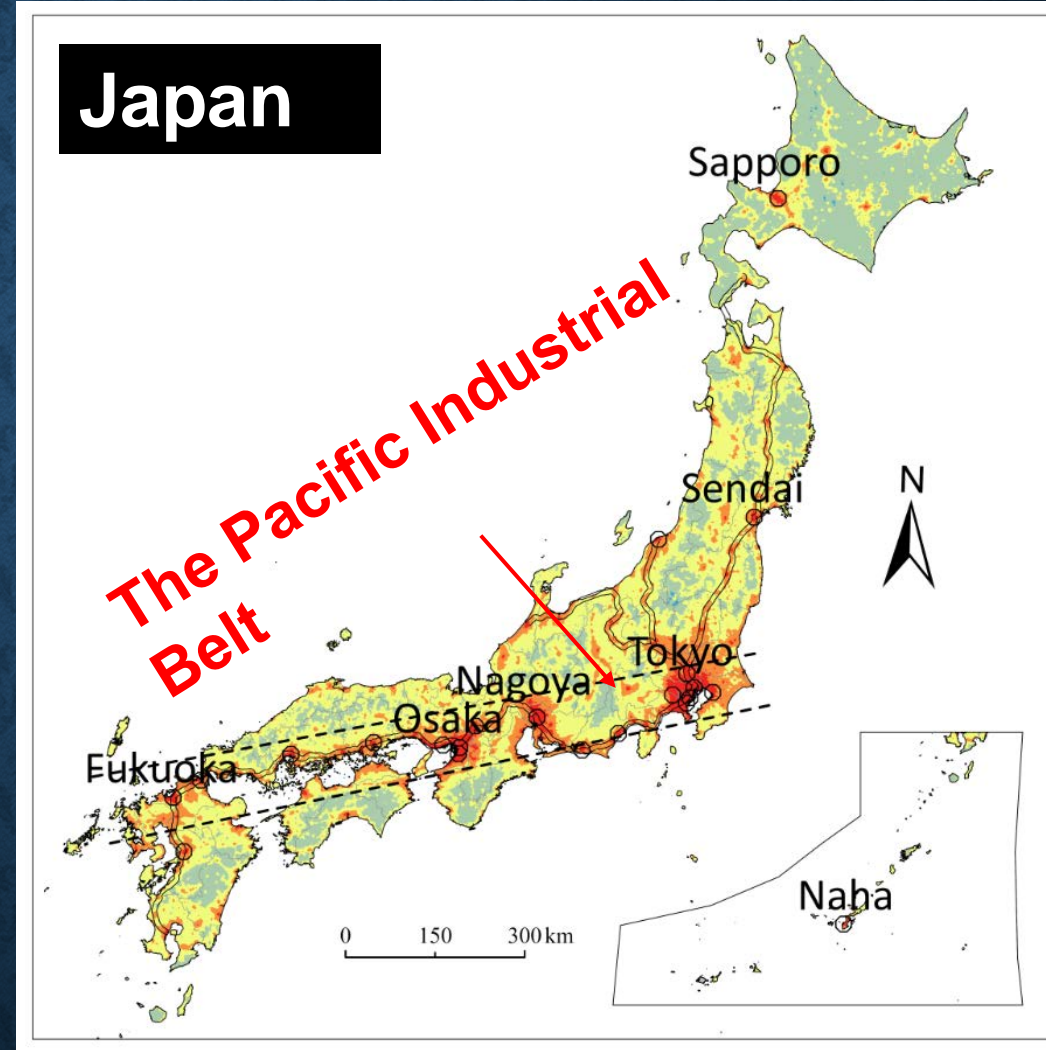 Japan
Sapporo
The Pacific Industrial
Belt
Sendai
N
Tokyo
Nagoya
Osaka
Fukuoka
Naha
0 150 300 km